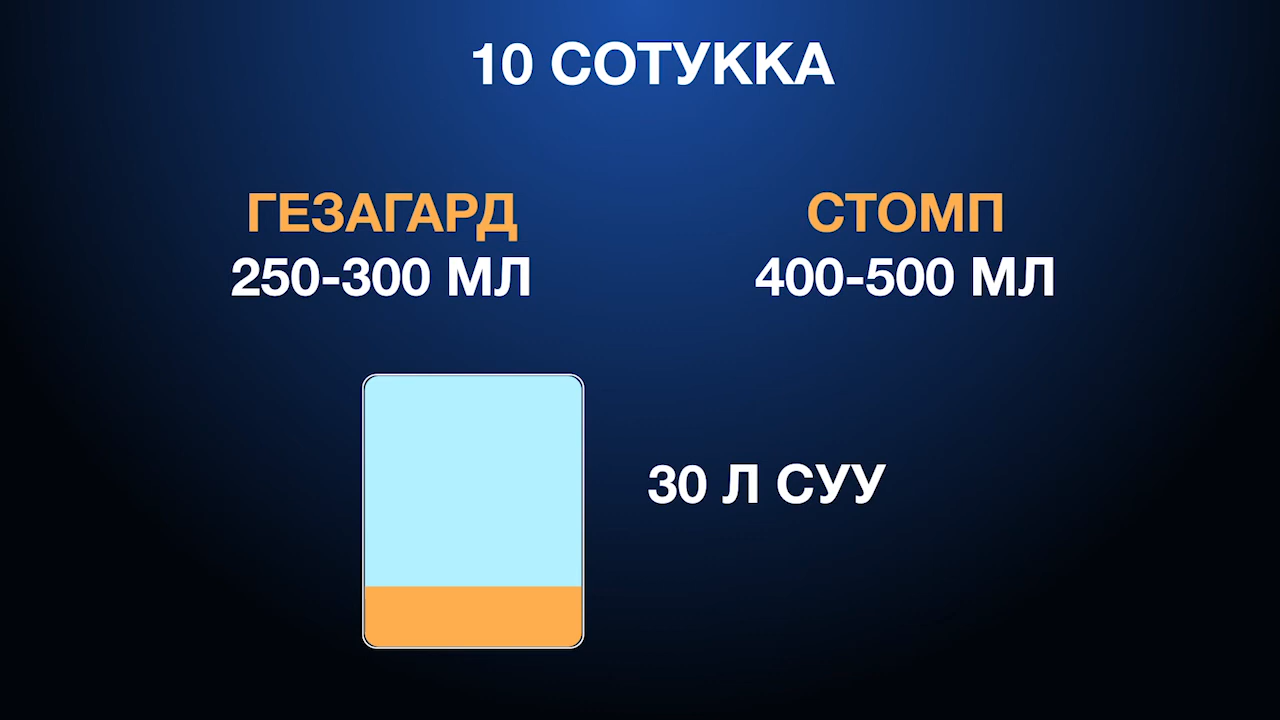 10 СОТУККА
ГЕЗАГАРД
250-300 МЛ
СТОМП
400-500 МЛ
30 Л СУУ